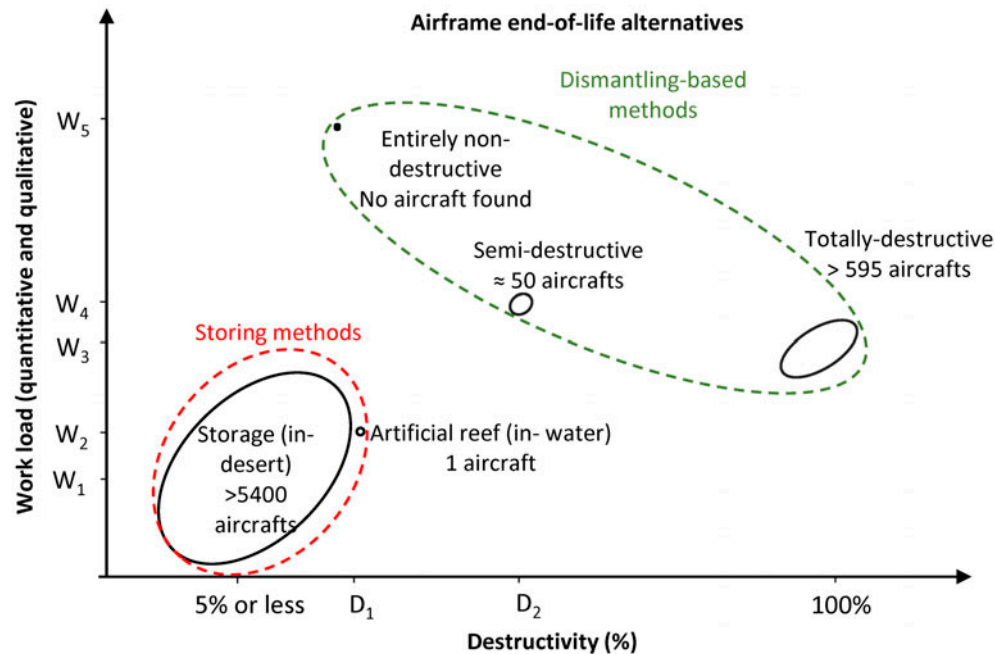 Airframe end-of-life alternatives
Dismantling-based
methods
W5
Entirely non-
destructive
No aircraft found
Semi-destructive
≈ 50 aircrafts
Totally-destructive
> 595 aircrafts
W4
W3
Storing methods
W2
W1
Storage (in-
desert)
>5400
aircrafts
Artificial reef (in- water)
1 aircraft
Work load (quantitative and qualitative)
5% or less
D1
D2
100%
Destructivity (%)